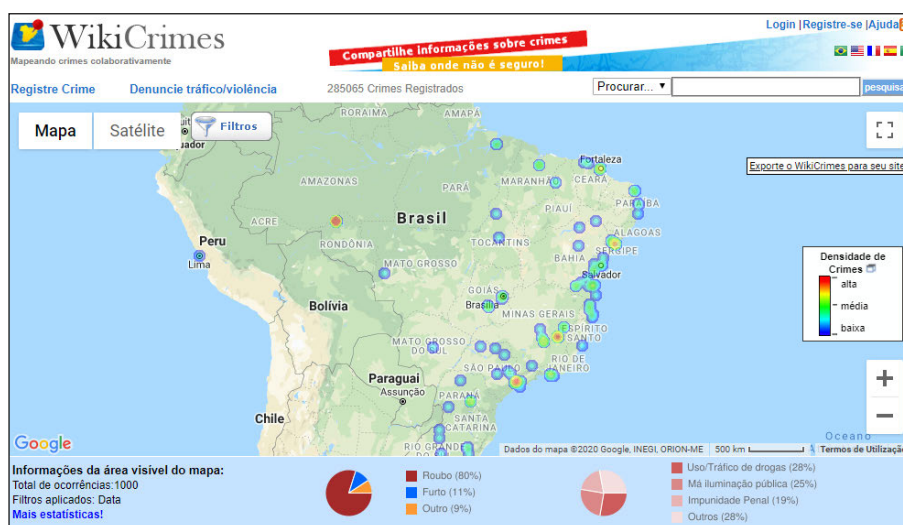 WikiCrimes
Mapeando crimes colaborativamente
Compartilhe informações sobre crimes
Saiba onde não é seguro!
Login |Registre-se |Ajuda
Registre Crime
Denuncie tráfico/violência
285065 Crimes Registrados
Procurar...
pesquisa
Mapa
Satélite
Filtros
Exporte o WikiCrimes para seu site
RORAIMA
AMAPÁ
AMAZONAS
PARÁ
MARANHÃO
Fortaleza
CEARÁ
PARAÍBA
PIAUÍ
ACRE
Brasil
ALAGOAS
SERGIPE
RONDÔNIA
TOCANTINS
BAHIA
Peru
Lima
MATO GROSSO
Salvador
GOIÁS
Brasília
Bolívia
MINAS GERAIS
ESPÍRITO
SANTO
MATO GROSSO
DO SUL
RIO DE
JANEIRO
SÃO PAULO
Paraguai
Assunção
PARANÁ
SANTA
CATARINA
Chile
RIO GRANDE
Densidade de
Crimes
alta
média
baixa
Oceano
Google
Dados do mapa ©2020 Google, INEGI, ORION-ME
500 km
Termos de Utilização
Informações da área visível do mapa:
Total de ocorrências:1000
Filtros aplicados: Data
Mais estatísticas!
Roubo (80%)
Furto (11%)
Outro (9%)
Uso/Tráfico de drogas (28%)
Má iluminação pública (25%)
Impunidade Penal (19%)
Outros (28%)